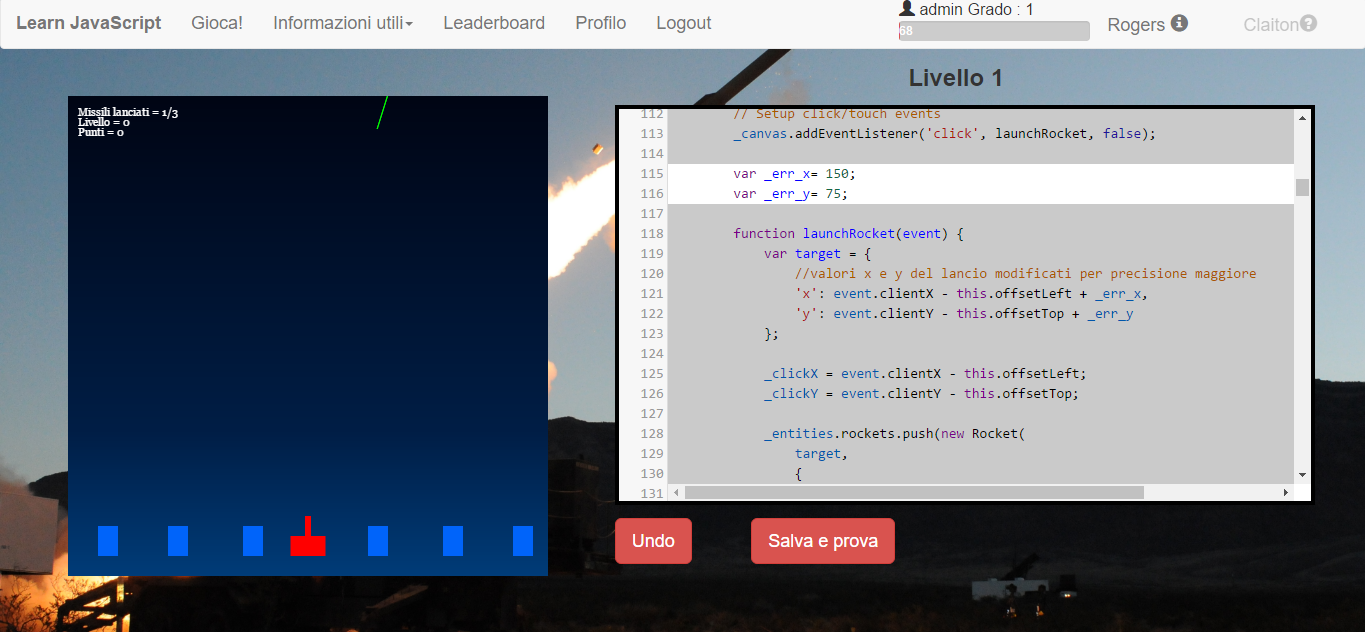 Learn JavaScript Gioca! Informazioni utili Leaderboard Profilo Logout admin Grado : 1
68
Rogers Claiton
Livello 1
Missili lanciati = 1/3
Livello = 0
Punti = 0
112 // Setup click/touch events
113 _canvas.addEventListener('click', launchRocket, false);
114
115 var _err_x= 150;
116 var _err_y= 75;
117
118 function launchRocket(event) {
119 var target = {
120 //valori x e y del lancio modificati per precisione maggiore
121 'x': event.clientX - this.offsetLeft + _err_x,
122 'y': event.clientY - this.offsetTop + _err_y
123 };
124
125 _clickX = event.clientX - this.offsetLeft;
126 _clickY = event.clientY - this.offsetTop;
127
128 _entities.rockets.push(new Rocket(
129 target,
130 {
131
Undo Salva e prova